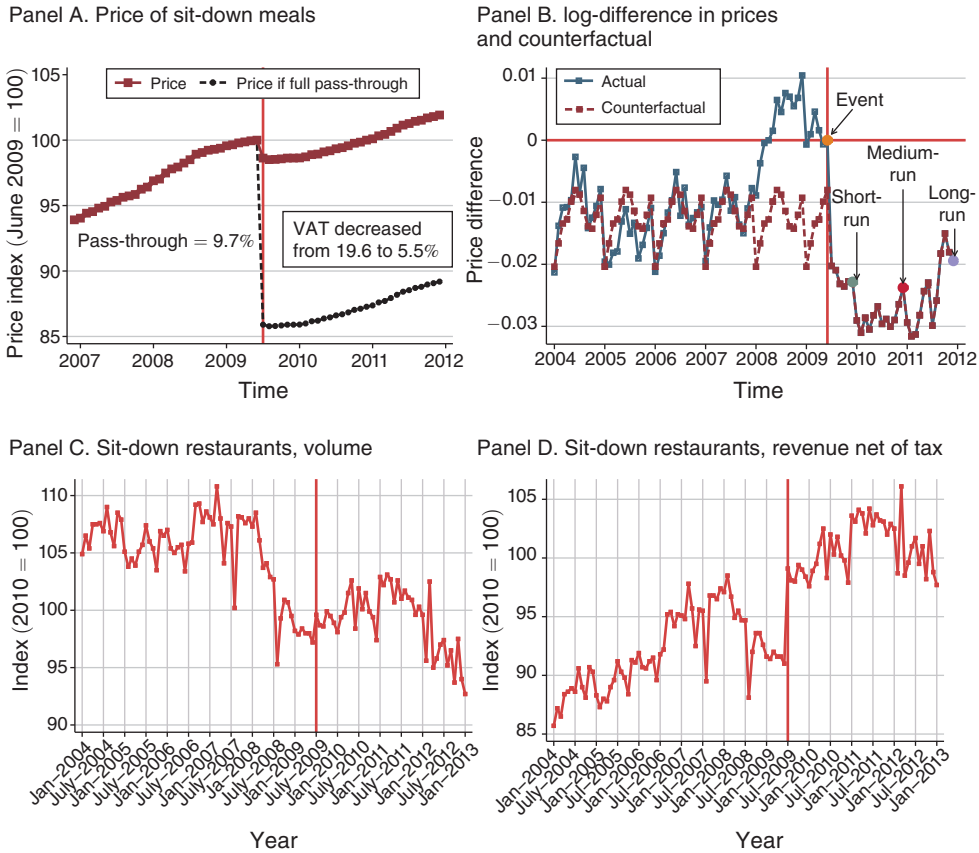 Panel A. Price of sit-down meals
Price index (June 2009 = 100)
105
100
95
90
85
Price
Price if full pass-through
Pass-through = 9.7%
VAT decreased
from 19.6 to 5.5%
2007
2008
2009
2010
2011
2012
Time
Panel B. log-difference in prices
and counterfactual
Price difference
0.01
0
−0.01
−0.01
−0.02
−0.03
Actual
Counterfactual
Event
Medium-
run
Short-
run
Long-
run
2004
2005
2006
2007
2008
2009
2010
2011
2012
Time
Panel C. Sit-down restaurants, volume
Index (2010 = 100)
110
105
100
95
90
Jan–2004
July–2004
Jan–2005
July–2005
Jan–2006
July–2006
Jan–2007
July–2007
Jan–2008
July–2008
Jan–2009
July–2009
Jan–2010
July–2010
Jan–2011
July–2011
Jan–2012
July–2012
Jan–2013
Year
Panel D. Sit-down restaurants, revenue net of tax
Index (2010 = 100)
105
100
95
90
85
Jan–2004
July–2004
Jan–2005
Jul–2005
Jan–2006
Jul–2006
Jan–2007
Jul–2007
Jan–2008
Jul–2008
Jan–2009
Jul–2009
Jan–2010
Jul–2010
Jan–2011
Jul–2011
Jan–2012
Jul–2012
Jan–2013
Year